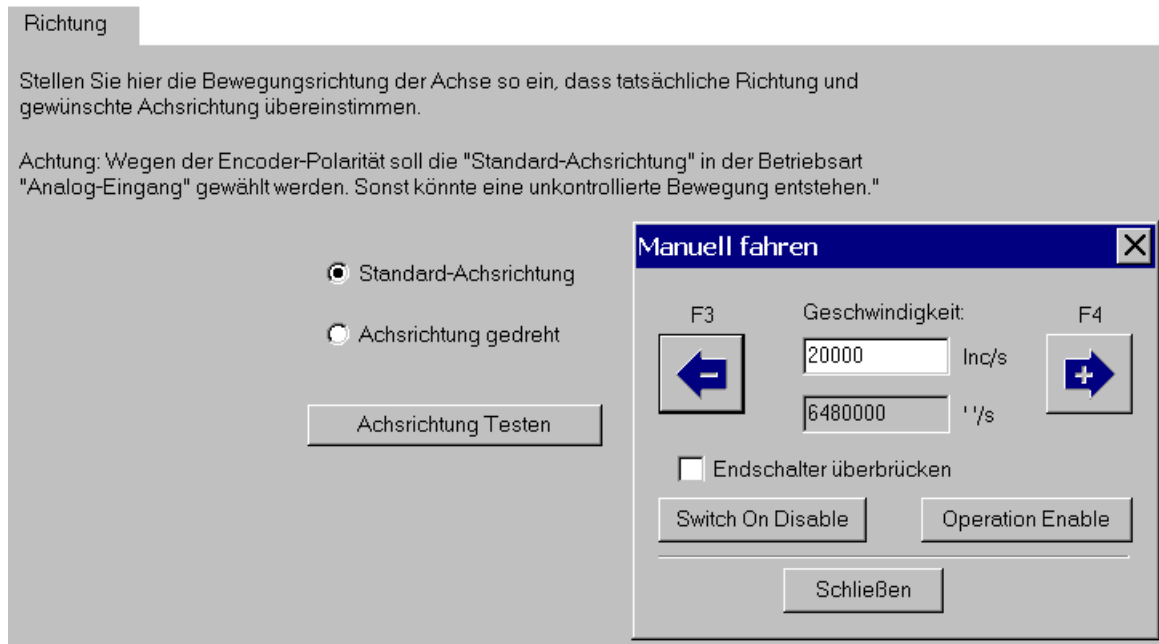 Richtung
Stellen Sie hier die Bewegungsrichtung der Achse so ein, dass tatsächliche Richtung und
gewünschte Achsrichtung übereinstimmen.
Achtung: Wegen der Encoder-Polarität soll die "Standard-Achsrichtung" in der Betriebsart
"Analog-Eingang" gewählt werden. Sonst könnte eine unkontrollierte Bewegung entstehen."
Standard-Achsrichtung
Achsrichtung gedreht
Achsrichtung Testen
Manuell fahren
F3
Geschwindigkeit:
F4
20000 Inc/s
6480000 ' '/s
Endschalter überbrücken
Switch On Disable
Operation Enable
Schließen